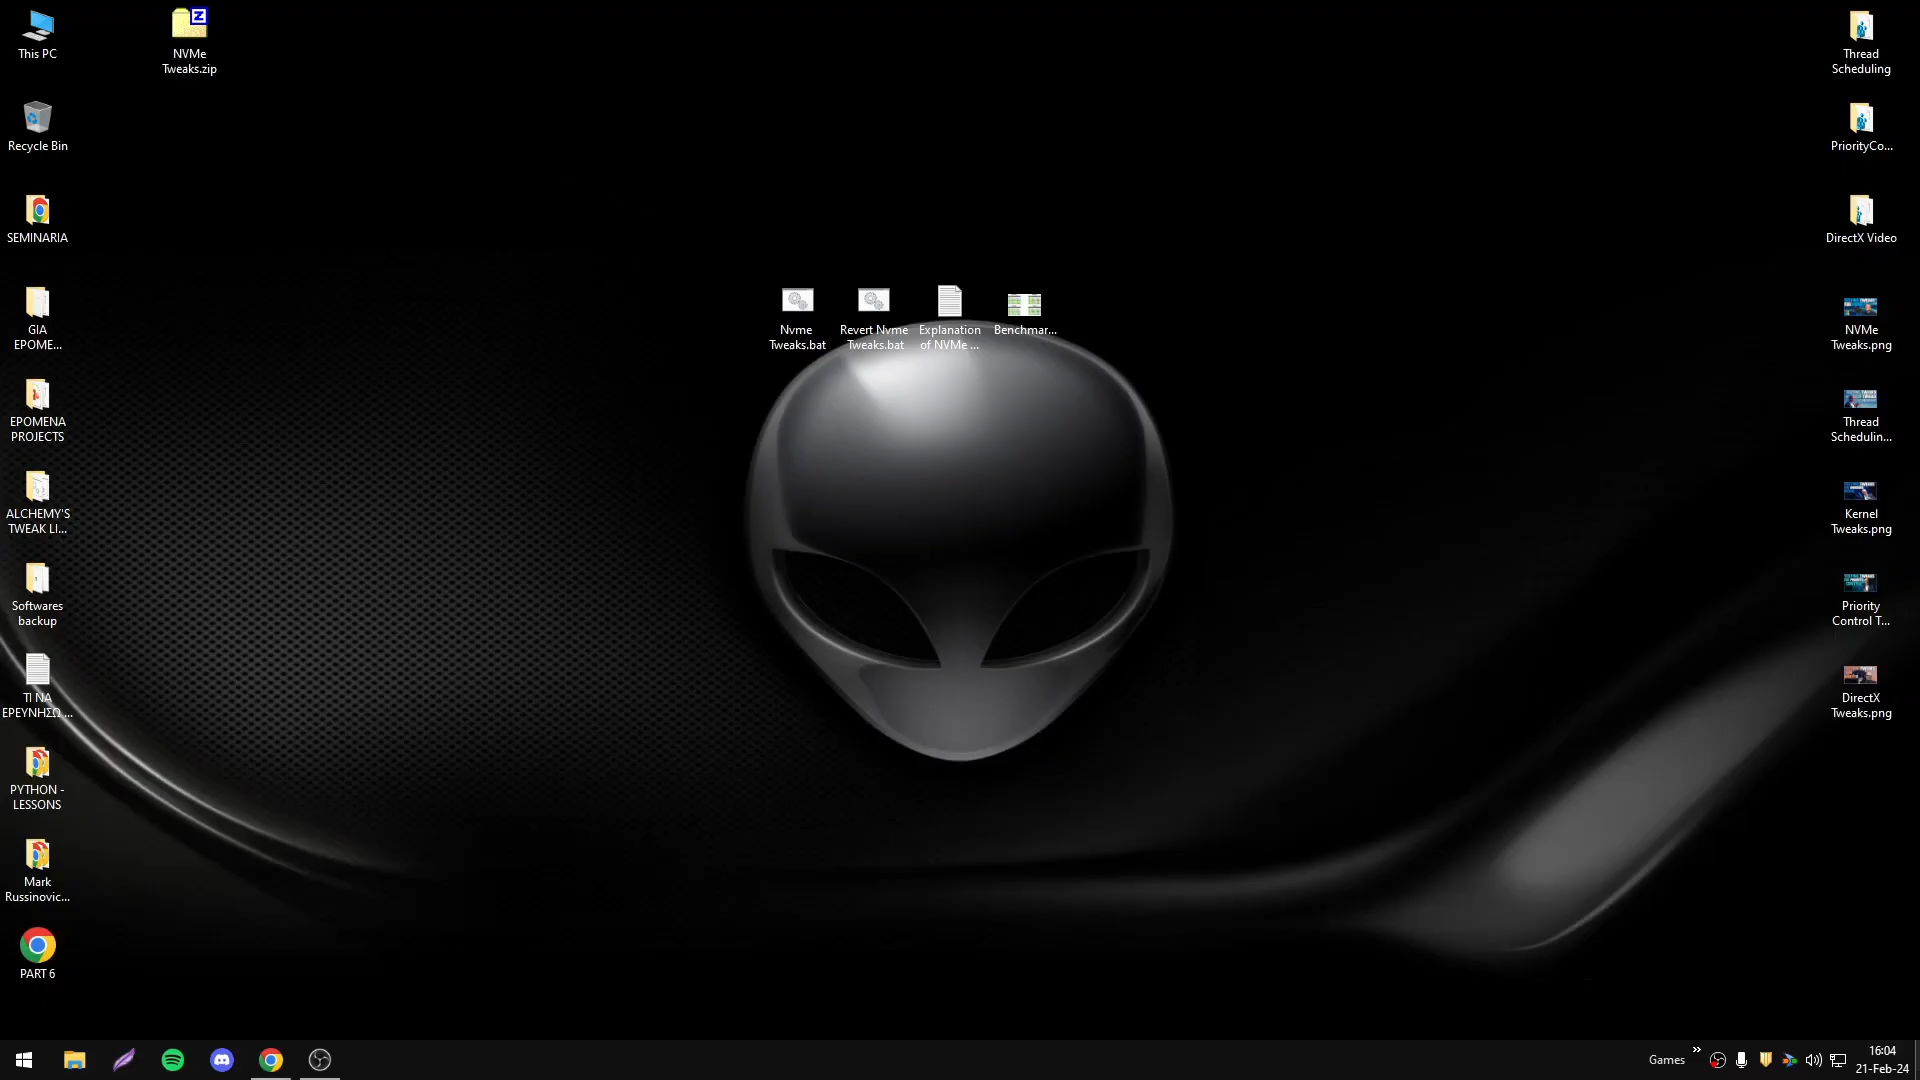 This PC
NVMe
Tweaks.zip
Recycle Bin
SEMINARIA
GIA
EPOME...
EPOMENA
PROJECTS
ALCHEMY'S
TWEAK LI...
Softwares
backup
TI NA
ΕΡΕΥΝΗΣΩ ...
PYTHON -
LESSONS
Mark
Russinovic...
PART 6
Nvme
Tweaks.bat
Revert Nvme
Tweaks.bat
Explanation
of NVMe ...
Benchmar...
Thread
Scheduling
PriorityCo...
DirectX Video
NVMe
Tweaks.png
Thread
Schedulin...
Kernel
Tweaks.png
Priority
Control T...
DirectX
Tweaks.png
Games
16:04
21-Feb-24